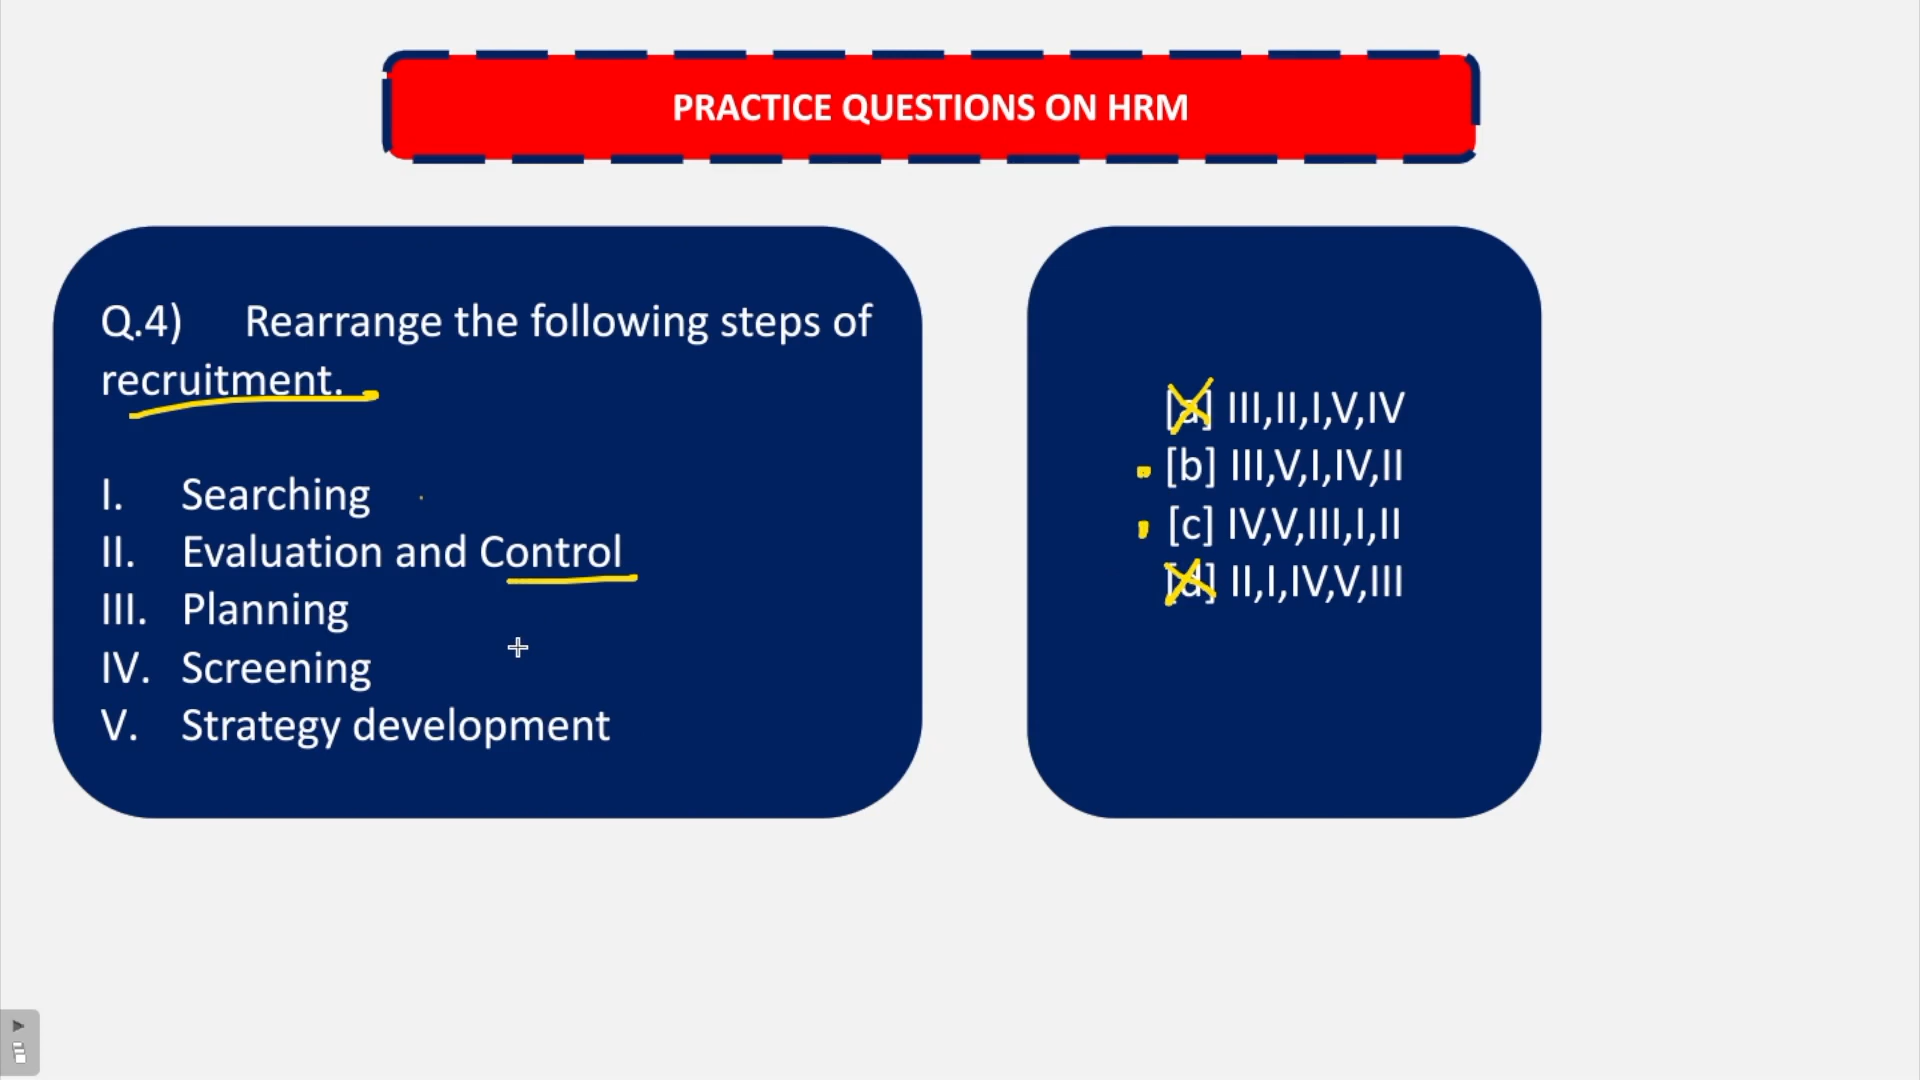 PRACTICE QUESTIONS ON HRM
Q.4) Rearrange the following steps of
recruitment.
I. Searching
II. Evaluation and Control
III. Planning
IV. Screening
V. Strategy development
[a] III,II,I,V,IV
[b] III,V,I,IV,II
[c] IV,V,III,I,II
[d] II,I,IV,V,III